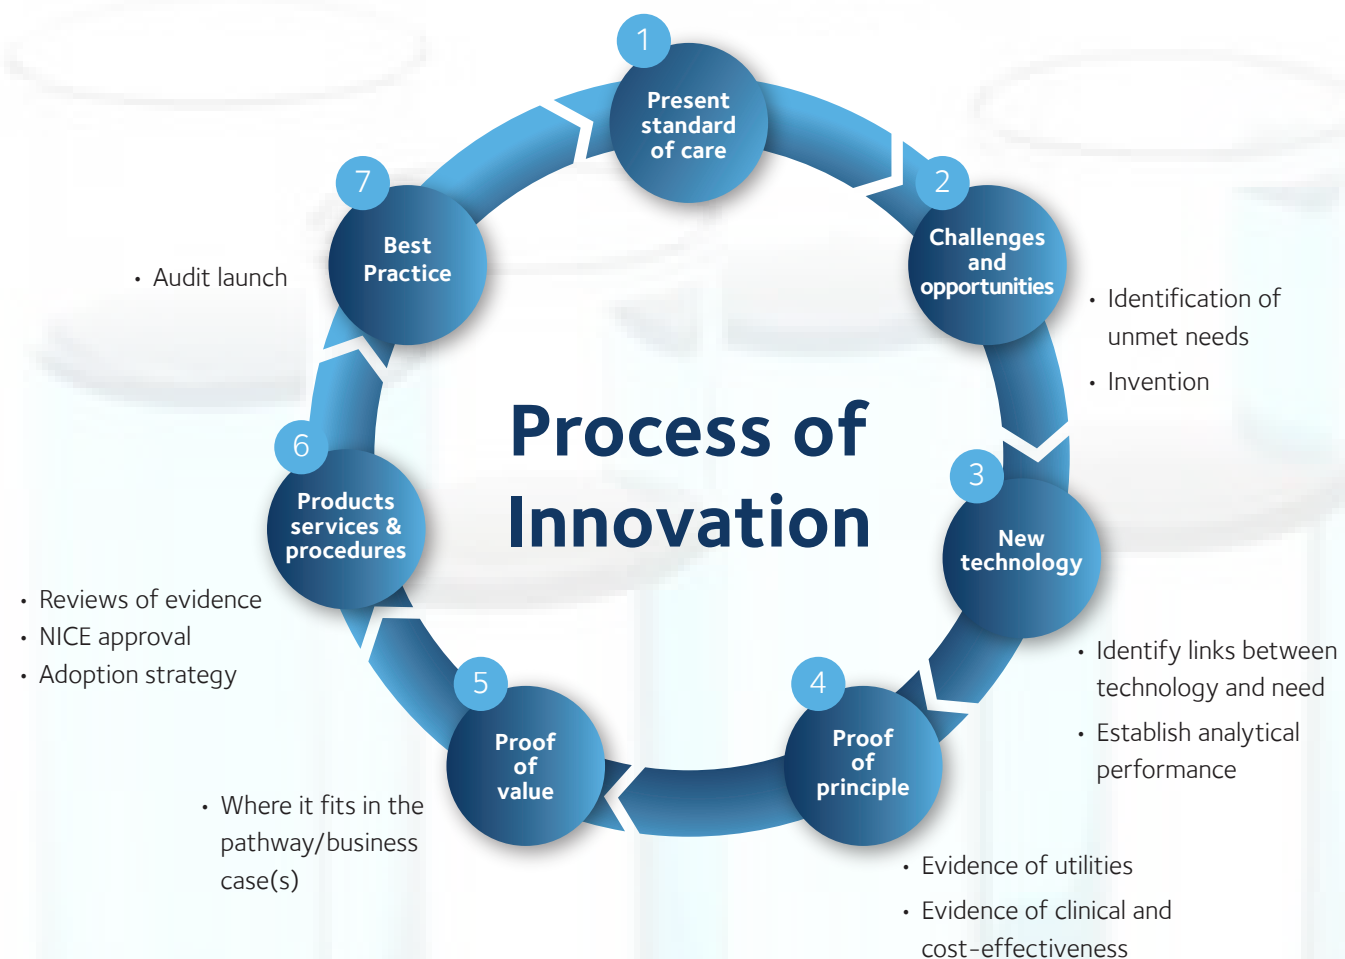 1
Present
standard
of care
2
Challenges
and
opportunities
• Identification of
unmet needs
• Invention
3
New
technology
• Identify links between
technology and need
• Establish analytical
performance
4
Proof
of
principle
• Evidence of utilities
• Evidence of clinical and
cost-effectiveness
5
Proof
of
value
• Where it fits in the
pathway/business
case(s)
6
Products
services &
procedures
• Reviews of evidence
• NICE approval
• Adoption strategy
7
Best
Practice
• Audit launch
Process of
Innovation